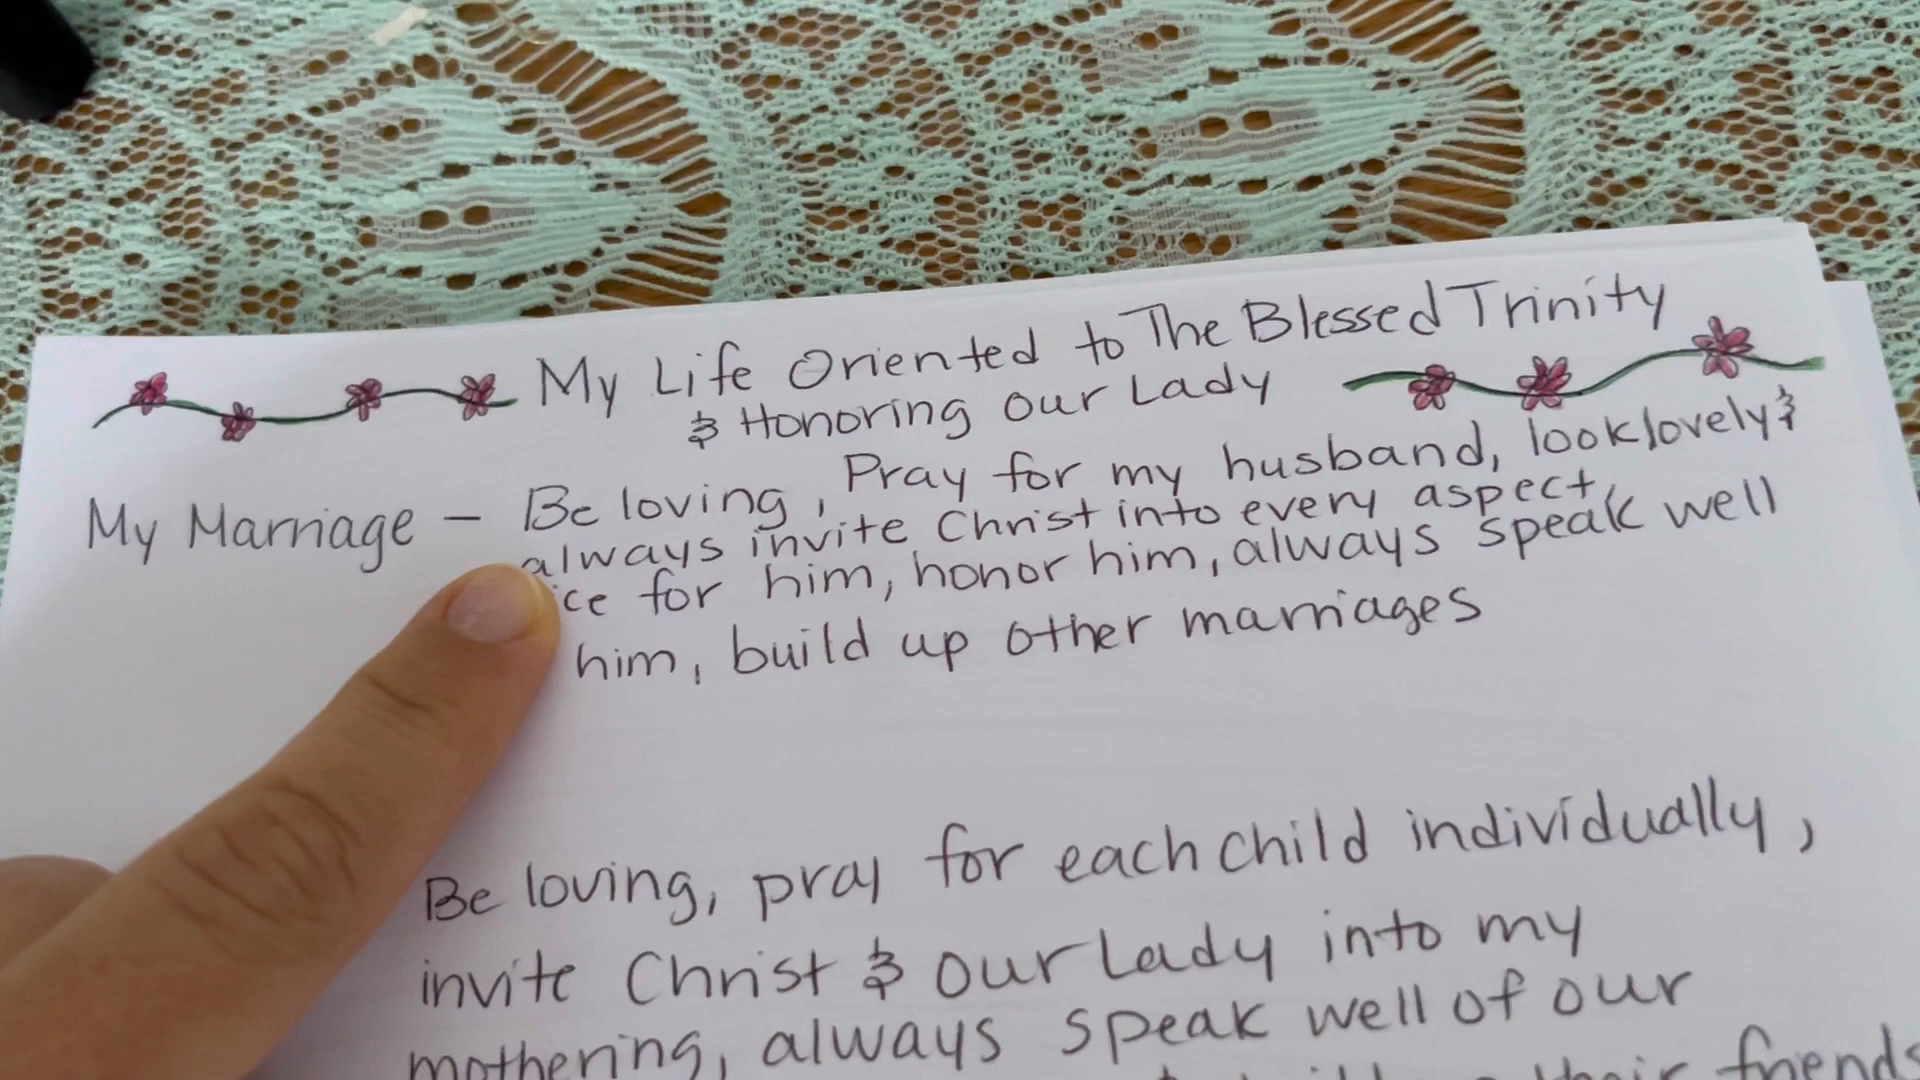 My Life Oriented to The Blessed Trinity
& Honoring Our Lady
My Marriage - Be loving, Pray for my husband, look lovely &
always invite Christ into every aspect,
for him, honor him, always speak well
him, build up other marriages
Be loving, pray for each child individually,
invite Christ & Our Lady into my
mothering, always speak well of our
their friends